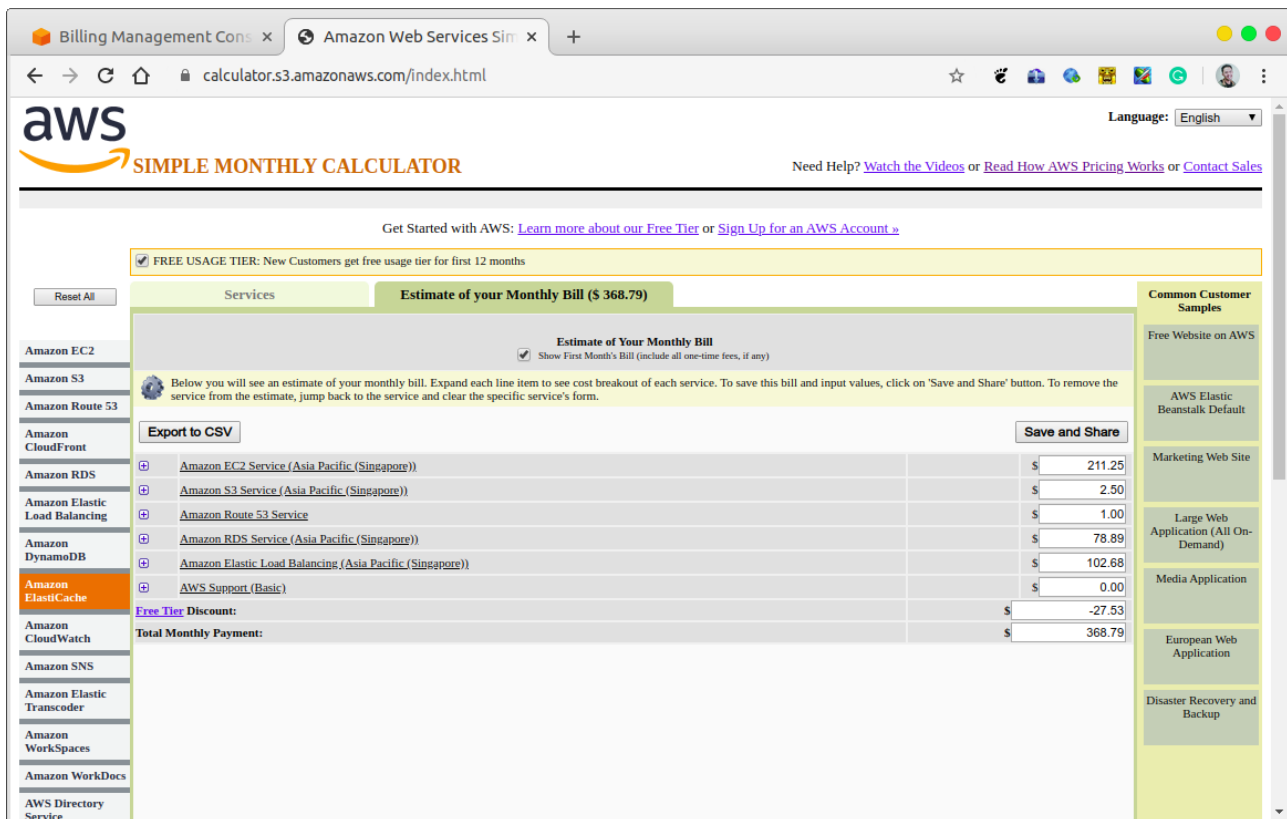 Billing Management Cons
Amazon Web Services Sim
calculator.s3.amazonaws.com/index.html
aws
Language: English
SIMPLE MONTHLY CALCULATOR
Need Help? Watch the Videos or Read How AWS Pricing Works or Contact Sales
Get Started with AWS: Learn more about our Free Tier or Sign Up for an AWS Account »
FREE USAGE TIER: New Customers get free usage tier for first 12 months
Reset All
Services
Estimate of your Monthly Bill ($ 368.79)
Common Customer
Samples
Amazon EC2
Amazon S3
Amazon Route 53
Amazon
CloudFront
Amazon RDS
Amazon Elastic
Load Balancing
Amazon
DynamoDB
Amazon
ElastiCache
Amazon
CloudWatch
Amazon SNS
Amazon Elastic
Transcoder
Amazon
WorkSpaces
Amazon WorkDocs
AWS Directory
Service
Estimate of Your Monthly Bill
Show First Month's Bill (include all one-time fees, if any)
Below you will see an estimate of your monthly bill. Expand each line item to see cost breakout of each service. To save this bill and input values, click on 'Save and Share' button. To remove the
service from the estimate, jump back to the service and clear the specific service's form.
Export to CSV
Save and Share
Amazon EC2 Service (Asia Pacific (Singapore)) $ 211.25
Amazon S3 Service (Asia Pacific (Singapore)) $ 2.50
Amazon Route 53 Service $ 1.00
Amazon RDS Service (Asia Pacific (Singapore)) $ 78.89
Amazon Elastic Load Balancing (Asia Pacific (Singapore)) $ 102.68
AWS Support (Basic) $ 0.00
Free Tier Discount: $ -27.53
Total Monthly Payment: $ 368.79
Free Website on AWS
AWS Elastic
Beanstalk Default
Marketing Web Site
Large Web
Application (All On-
Demand)
Media Application
European Web
Application
Disaster Recovery and
Backup